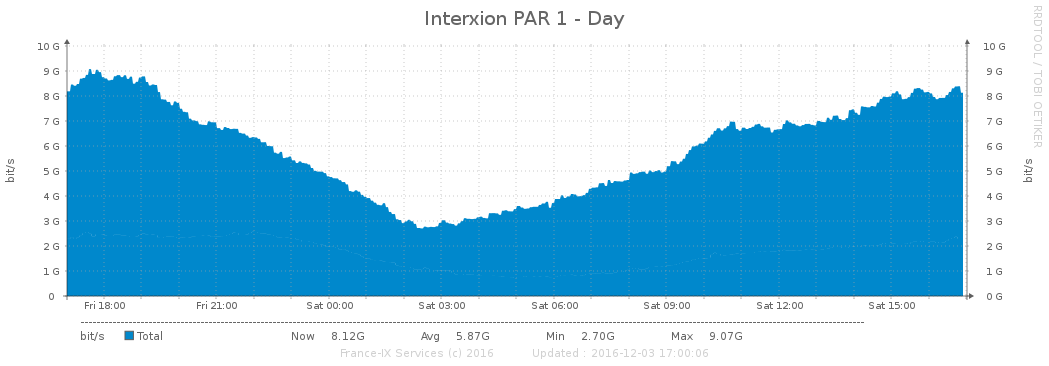 Interxion PAR 1 - Day
RRDTOOL / TOBI OETIKER
10 G 10 G
9 G 9 G
8 G 8 G
7 G 7 G
6 G 6 G
5 G 5 G
4 G 4 G
3 G 3 G
2 G 2 G
1 G 1 G
0 0 G
bit/s
bit/s
Fri 18:00 Fri 21:00 Sat 00:00 Sat 03:00 Sat 06:00 Sat 09:00 Sat 12:00 Sat 15:00
bit/s Total Now 8.12G Avg 5.87G Min 2.70G Max 9.07G
France-IX Services (c) 2016 Updated : 2016-12-03 17:00:06